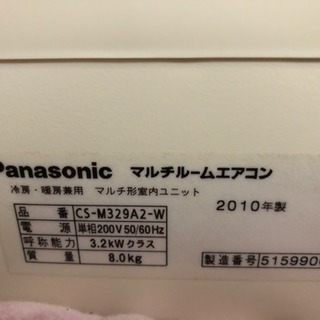 Panasonic マルチルームエアコン
冷房・暖房兼用 マルチ形室内ユニット
品番 CS-M329A2-W 2010年製
電源 単相200V 50/60Hz
呼称能力 3.2kWクラス
質量 8.0kg 製造番号 515990